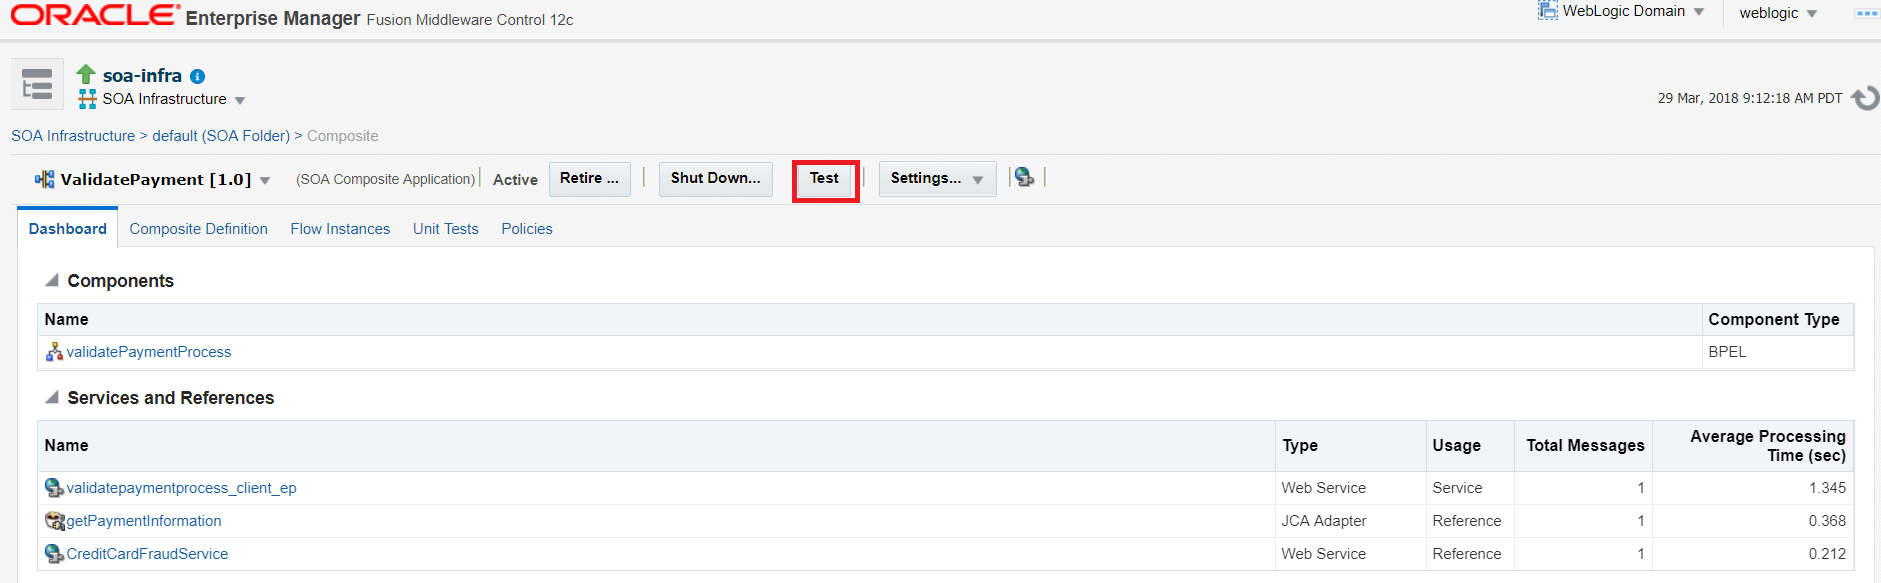 ORACLE® Enterprise Manager Fusion Middleware Control 12c
WebLogic Domain weblogic
soa-infra
SOA Infrastructure
29 Mar, 2018 9:12:18 AM PDT
SOA Infrastructure > default (SOA Folder) > Composite
ValidatePayment [1.0] (SOA Composite Application) Active Retire ... Shut Down... Test Settings...
Dashboard Composite Definition Flow Instances Unit Tests Policies
Components
Name Component Type
validatePaymentProcess BPEL
Services and References
Name Type Usage Total Messages Average Processing
Time (sec)
validatepaymentprocess_client_ep Web Service Service 1 1.345
getPaymentInformation JCA Adapter Reference 1 0.368
CreditCardFraudService Web Service Reference 1 0.212